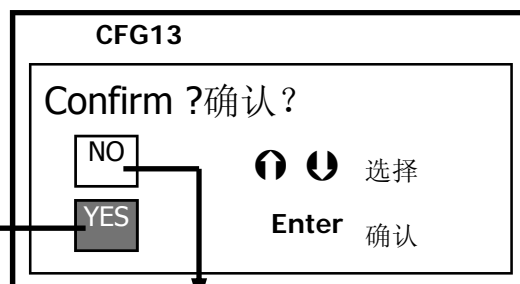 CFG13
Confirm ?确认？
NO
选择
YES
Enter 确认